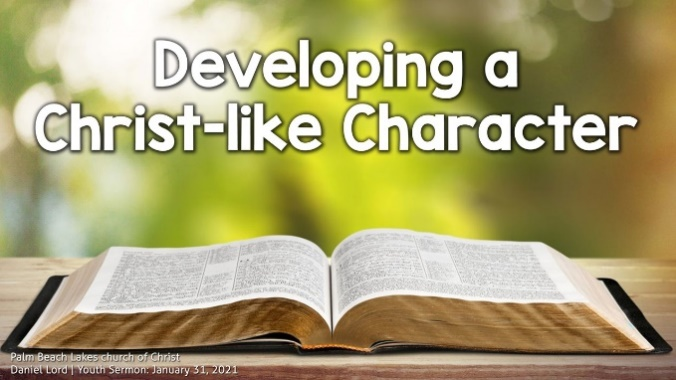 Developing a
Christ-like Character
Palm Beach Lakes church of Christ
Daniel Lord | Youth Sermon: January 31, 2021